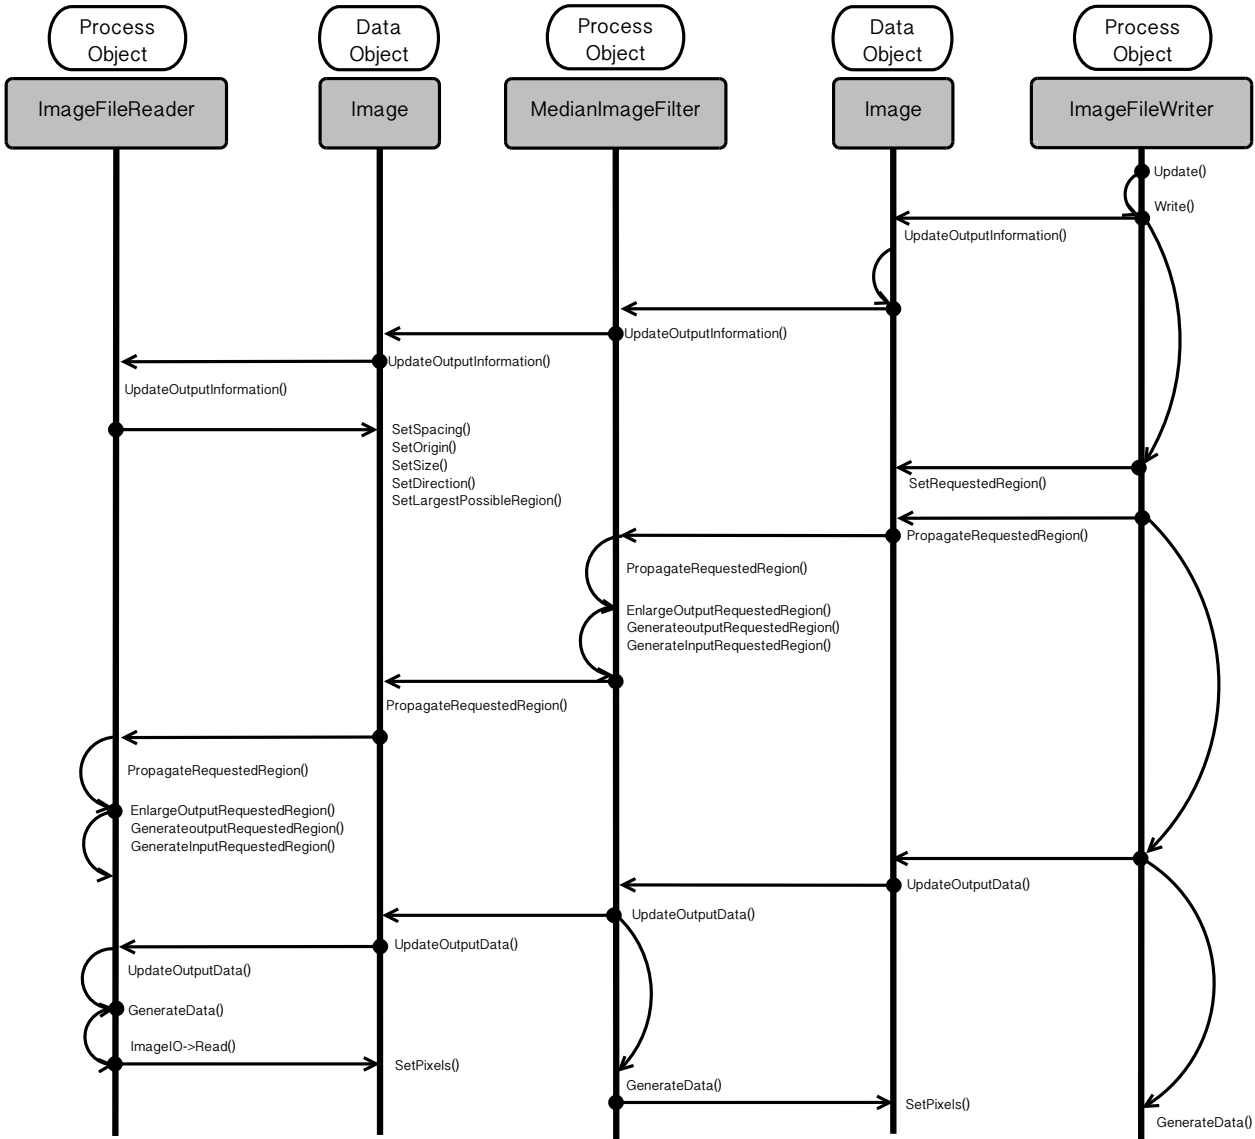 Process
Object
Data
Object
Process
Object
Data
Object
Process
Object
ImageFileReader
Image
MedianImageFilter
Image
ImageFileWriter
Update()
Write()
UpdateOutputInformation()
UpdateOutputInformation()
UpdateOutputInformation()
UpdateOutputInformation()
SetSpacing()
SetOrigin()
SetSize()
SetDirection()
SetLargestPossibleRegion()
SetRequestedRegion()
PropagateRequestedRegion()
PropagateRequestedRegion()
EnlargeOutputRequestedRegion()
GenerateoutputRequestedRegion()
GenerateInputRequestedRegion()
PropagateRequestedRegion()
PropagateRequestedRegion()
EnlargeOutputRequestedRegion()
GenerateoutputRequestedRegion()
GenerateInputRequestedRegion()
UpdateOutputData()
UpdateOutputData()
UpdateOutputData()
UpdateOutputData()
GenerateData()
ImageIO->Read()
SetPixels()
GenerateData()
SetPixels()
GenerateData()